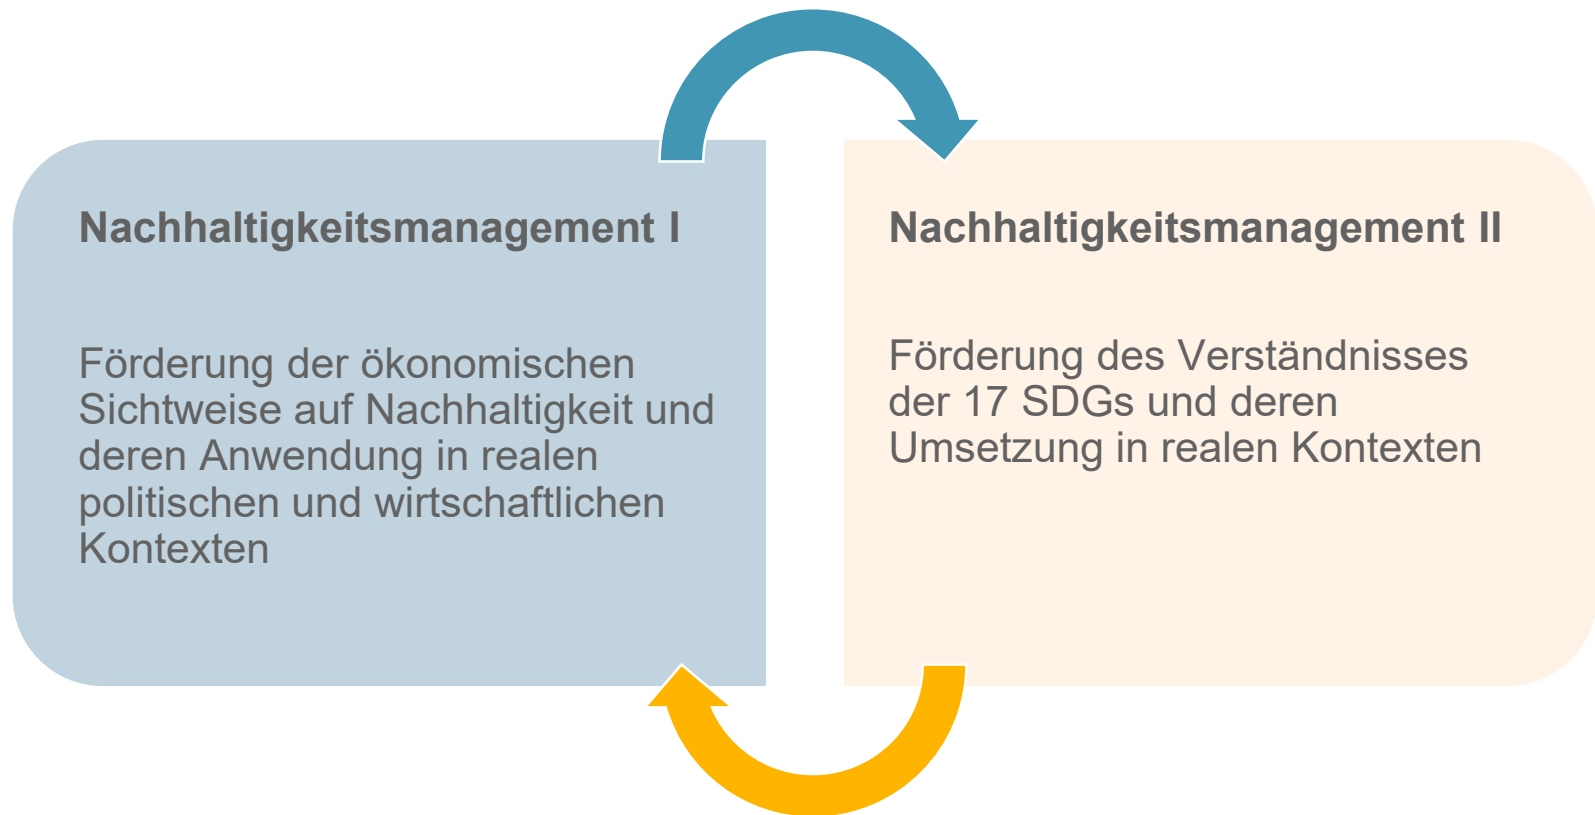 Nachhaltigkeitsmanagement I
Förderung der ökonomischen
Sichtweise auf Nachhaltigkeit und
deren Anwendung in realen
politischen und wirtschaftlichen
Kontexten
Nachhaltigkeitsmanagement II
Förderung des Verständnisses
der 17 SDGs und deren
Umsetzung in realen Kontexten